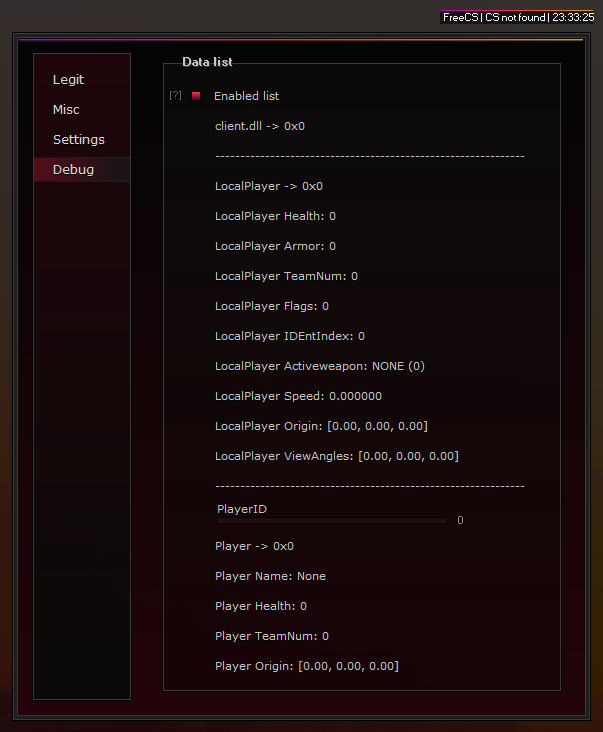 FreeCS | CS not found | 23:33:25
Legit
Misc
Settings
Debug
Data list
[?] Enabled list
client.dll -> 0x0
--------------------------------------------------------------
LocalPlayer -> 0x0
LocalPlayer Health: 0
LocalPlayer Armor: 0
LocalPlayer TeamNum: 0
LocalPlayer Flags: 0
LocalPlayer IDEntIndex: 0
LocalPlayer Activeweapon: NONE (0)
LocalPlayer Speed: 0.000000
LocalPlayer Origin: [0.00, 0.00, 0.00]
LocalPlayer ViewAngles: [0.00, 0.00, 0.00]
--------------------------------------------------------------
PlayerID
0
Player -> 0x0
Player Name: None
Player Health: 0
Player TeamNum: 0
Player Origin: [0.00, 0.00, 0.00]